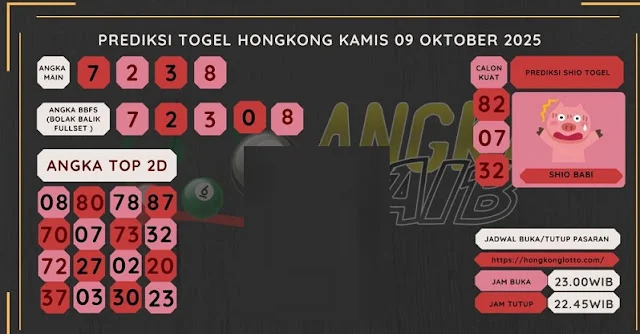 PREDIKSI TOGEL HONGKONG KAMIS 09 OKTOBER 2025
ANGKA
MAIN
7 2 3 8
ANGKA BBFS
(BOLAK BALIK
FULLSET )
7 2 3 0 8
ANGKA TOP 2D
08 80 78 87
70 07 73 32
72 27 02 20
37 03 30 23
CALON
KUAT
82
07
32
PREDIKSI SHIO TOGEL
SHIO BABI
JADWAL BUKA/TUTUP PASARAN
https://hongkonglotto.com/
JAM BUKA 23.00WIB
JAM TUTUP 22.45WIB
6